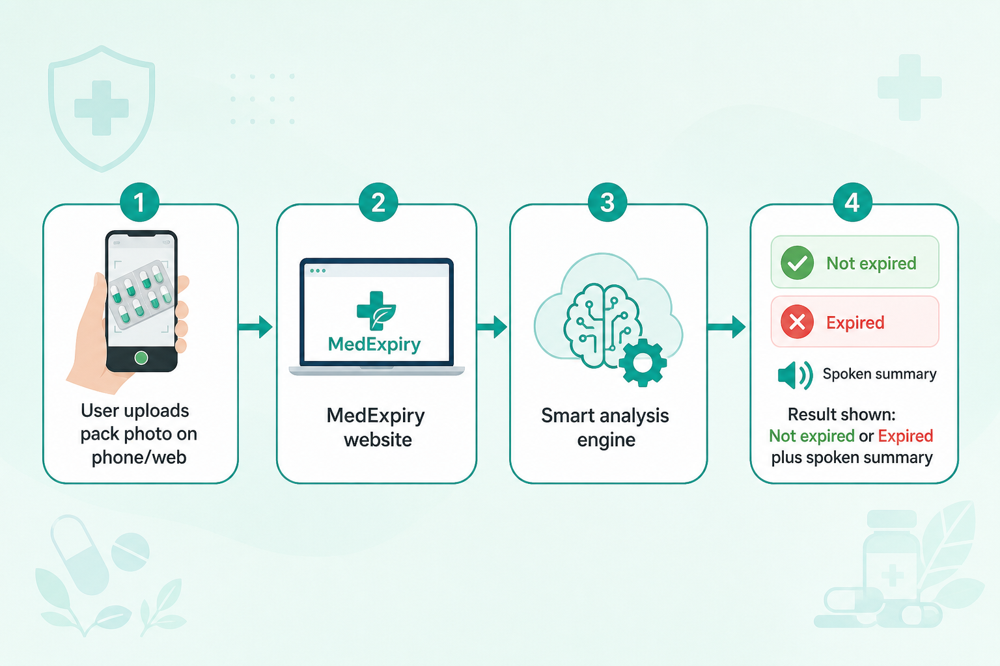 1
2
3
4
MedExpiry
Not expired
Expired
Spoken summary
User uploads
pack photo on
phone/web
MedExpiry
website
Smart analysis
engine
Result shown:
Not expired or Expired
plus spoken summary